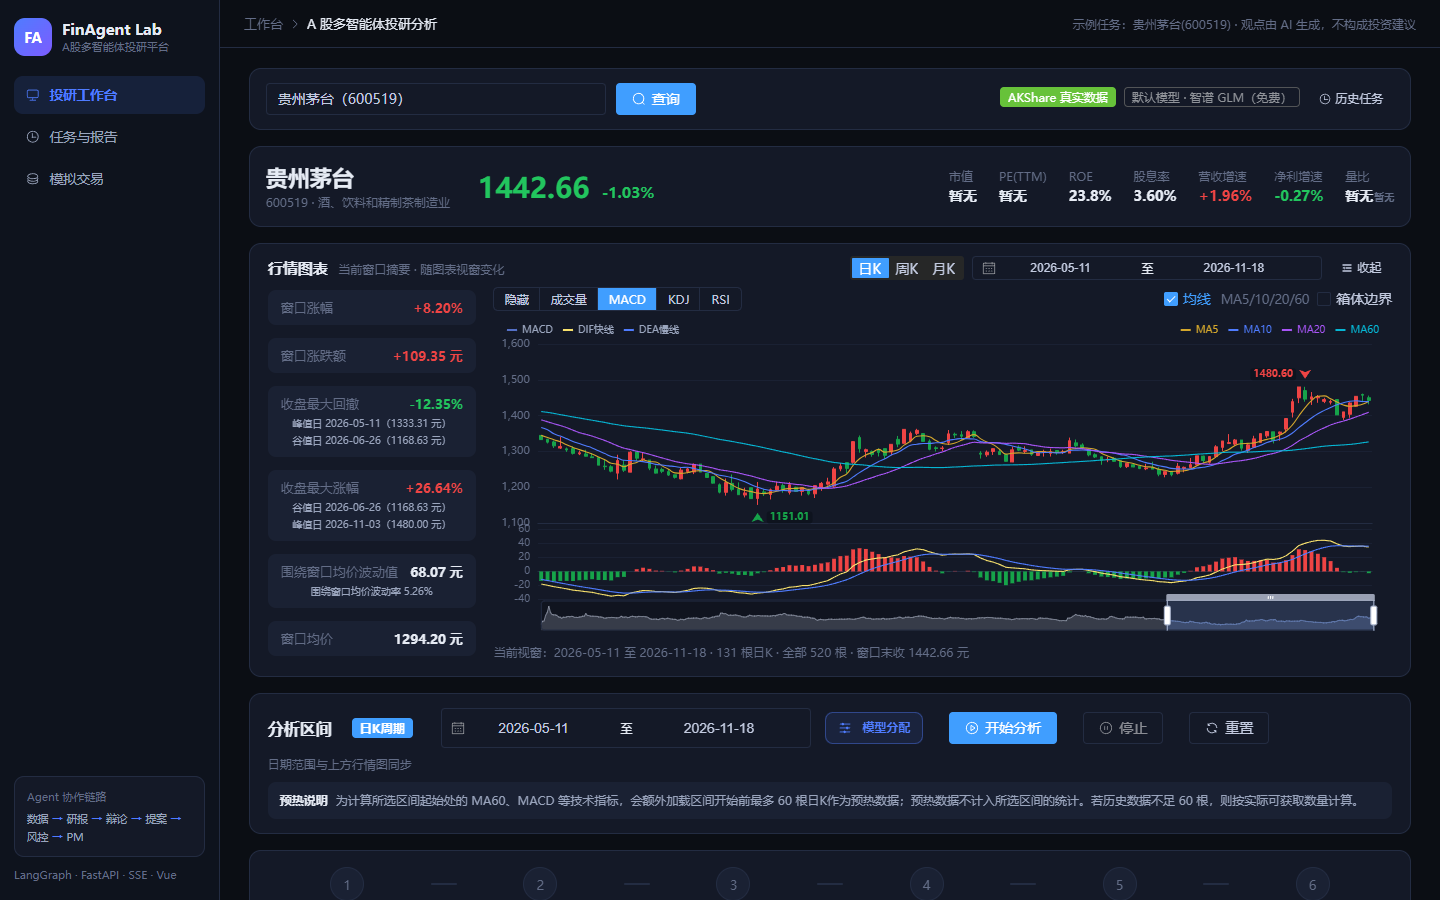 FA
FinAgent Lab
A股多智能体投研平台
投研工作台
任务与报告
模拟交易
Agent 协作链路
数据 → 研报 → 辩论 → 提案 →
风控 → PM
LangGraph · FastAPI · SSE · Vue
工作台 > A 股多智能体投研分析
示例任务：贵州茅台(600519) · 观点由 AI 生成，不构成投资建议
贵州茅台（600519）
查询
AKShare 真实数据
默认模型 · 智谱 GLM（免费）
历史任务
贵州茅台
600519 · 酒、饮料和精制茶制造业
1442.66 -1.03%
市值 PE(TTM) ROE 股息率 营收增速 净利增速 量比
暂无 暂无 23.8% 3.60% +1.96% -0.27% 暂无暂无
行情图表 当前窗口摘要 · 随图表视窗变化
日K 周K 月K
2026-05-11 至 2026-11-18
收起
窗口涨幅 +8.20%
窗口涨跌额 +109.35 元
收盘最大回撤 -12.35%
峰值日 2026-05-11（1333.31 元）
谷值日 2026-06-26（1168.63 元）
收盘最大涨幅 +26.64%
谷值日 2026-06-26（1168.63 元）
峰值日 2026-11-03（1480.00 元）
围绕窗口均价波动值 68.07 元
围绕窗口均价波动率 5.26%
窗口均价 1294.20 元
隐藏 成交量 MACD KDJ RSI
均线 MA5/10/20/60 箱体边界
MACD DIF快线 DEA慢线
MA5 MA10 MA20 MA60
1,600
1,500
1,400
1,300
1,200
1,100
1480.60
1151.01
60
40
20
0
-20
-40
当前视窗：2026-05-11 至 2026-11-18 · 131 根日K · 全部 520 根 · 窗口末收 1442.66 元
分析区间 日K周期
2026-05-11 至 2026-11-18
模型分配
开始分析
停止
重置
日期范围与上方行情图同步
预热说明 为计算所选区间起始处的 MA60、MACD 等技术指标，会额外加载区间开始前最多 60 根日K作为预热数据；预热数据不计入所选区间的统计。若历史数据不足 60 根，则按实际可获取数量计算。
1 2 3 4 5 6